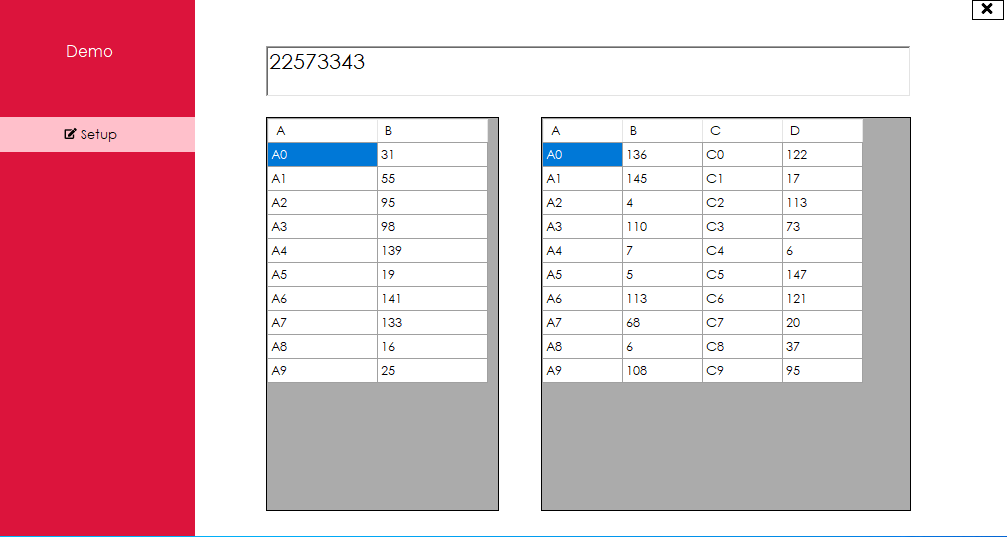 Demo
Setup
22573343
A B
A0 31
A1 55
A2 95
A3 98
A4 139
A5 19
A6 141
A7 133
A8 16
A9 25
A B C D
A0 136 C0 122
A1 145 C1 17
A2 4 C2 113
A3 110 C3 73
A4 7 C4 6
A5 5 C5 147
A6 113 C6 121
A7 68 C7 20
A8 6 C8 37
A9 108 C9 95